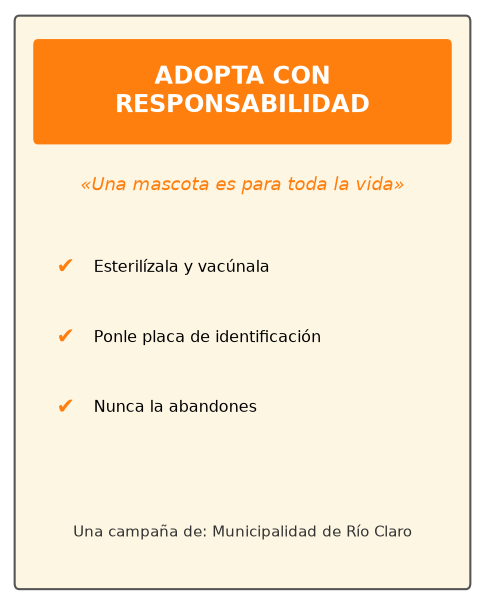 ADOPTA CON
RESPONSABILIDAD
«Una mascota es para toda la vida»
✔ Esterilízala y vacúnala
✔ Ponle placa de identificación
✔ Nunca la abandones
Una campaña de: Municipalidad de Río Claro